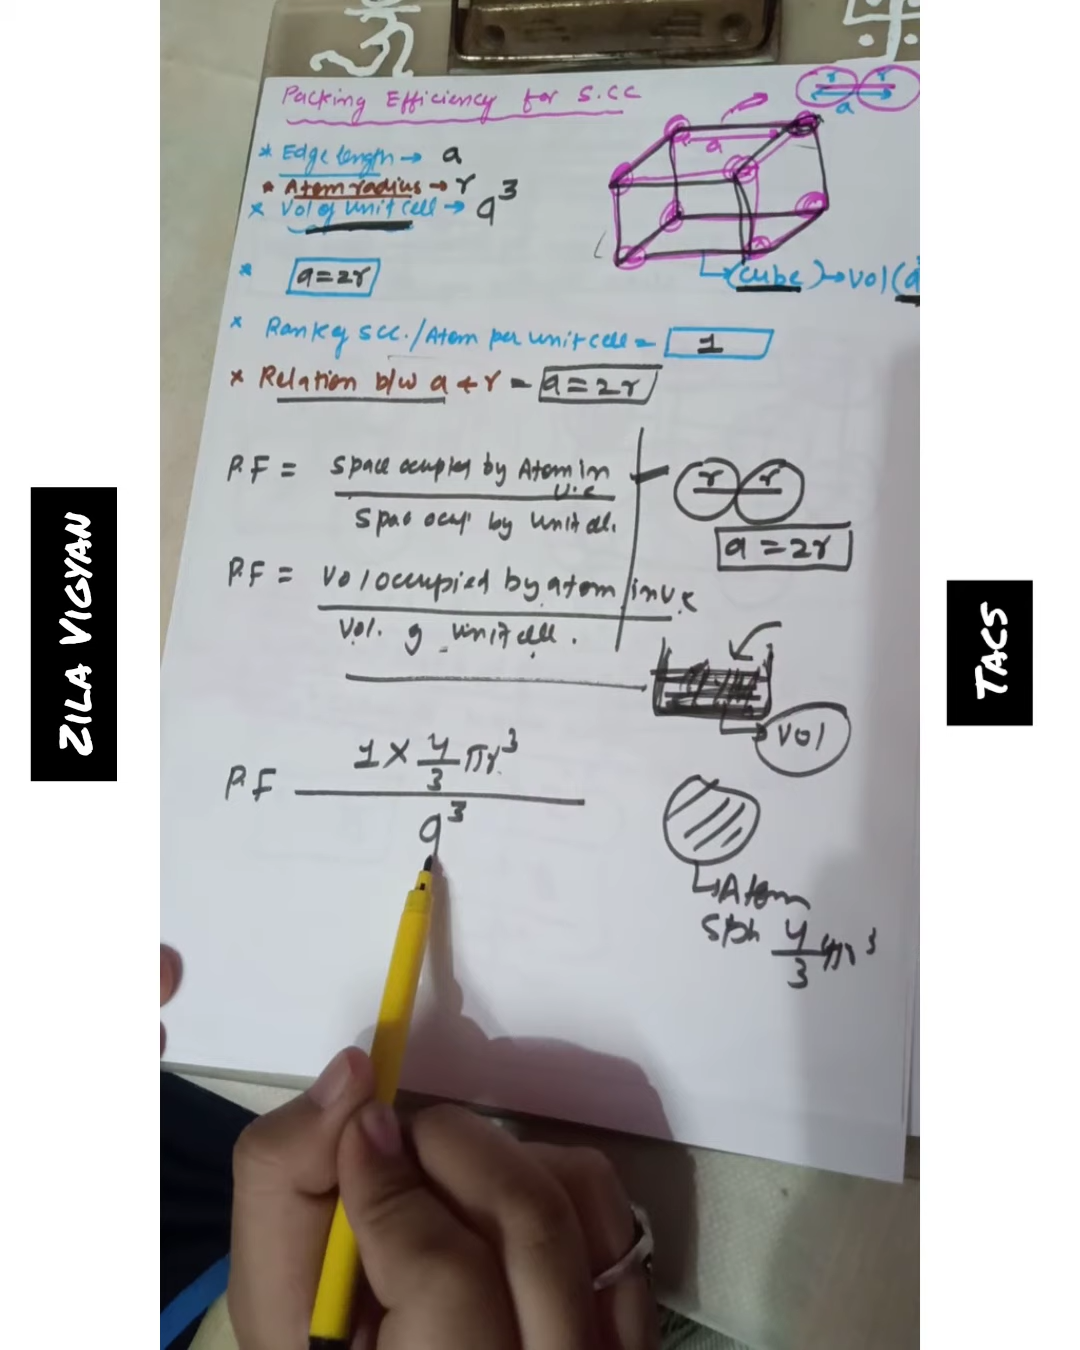 Packing Efficiency for S.CC
r r
a
* Edge length → a
* Atom radius → r
* Vol of unit cell → a³
a
(cube) → vol (a
* a=2r
* Rank of scc./Atom per unit cell = 1
* Relation b/w a & r = a=2r
P.F = Space occupied by Atom in
U.C
Spac occup by Unit cell.
r r
a=2r
P.F = Vol occupied by atom in U.C
Vol. of unit cell.
Vol
P.F 1 × 4/3 πr³
a³
Atom
Sph 4/3 πr³
ZILA VIGYAN
TACS